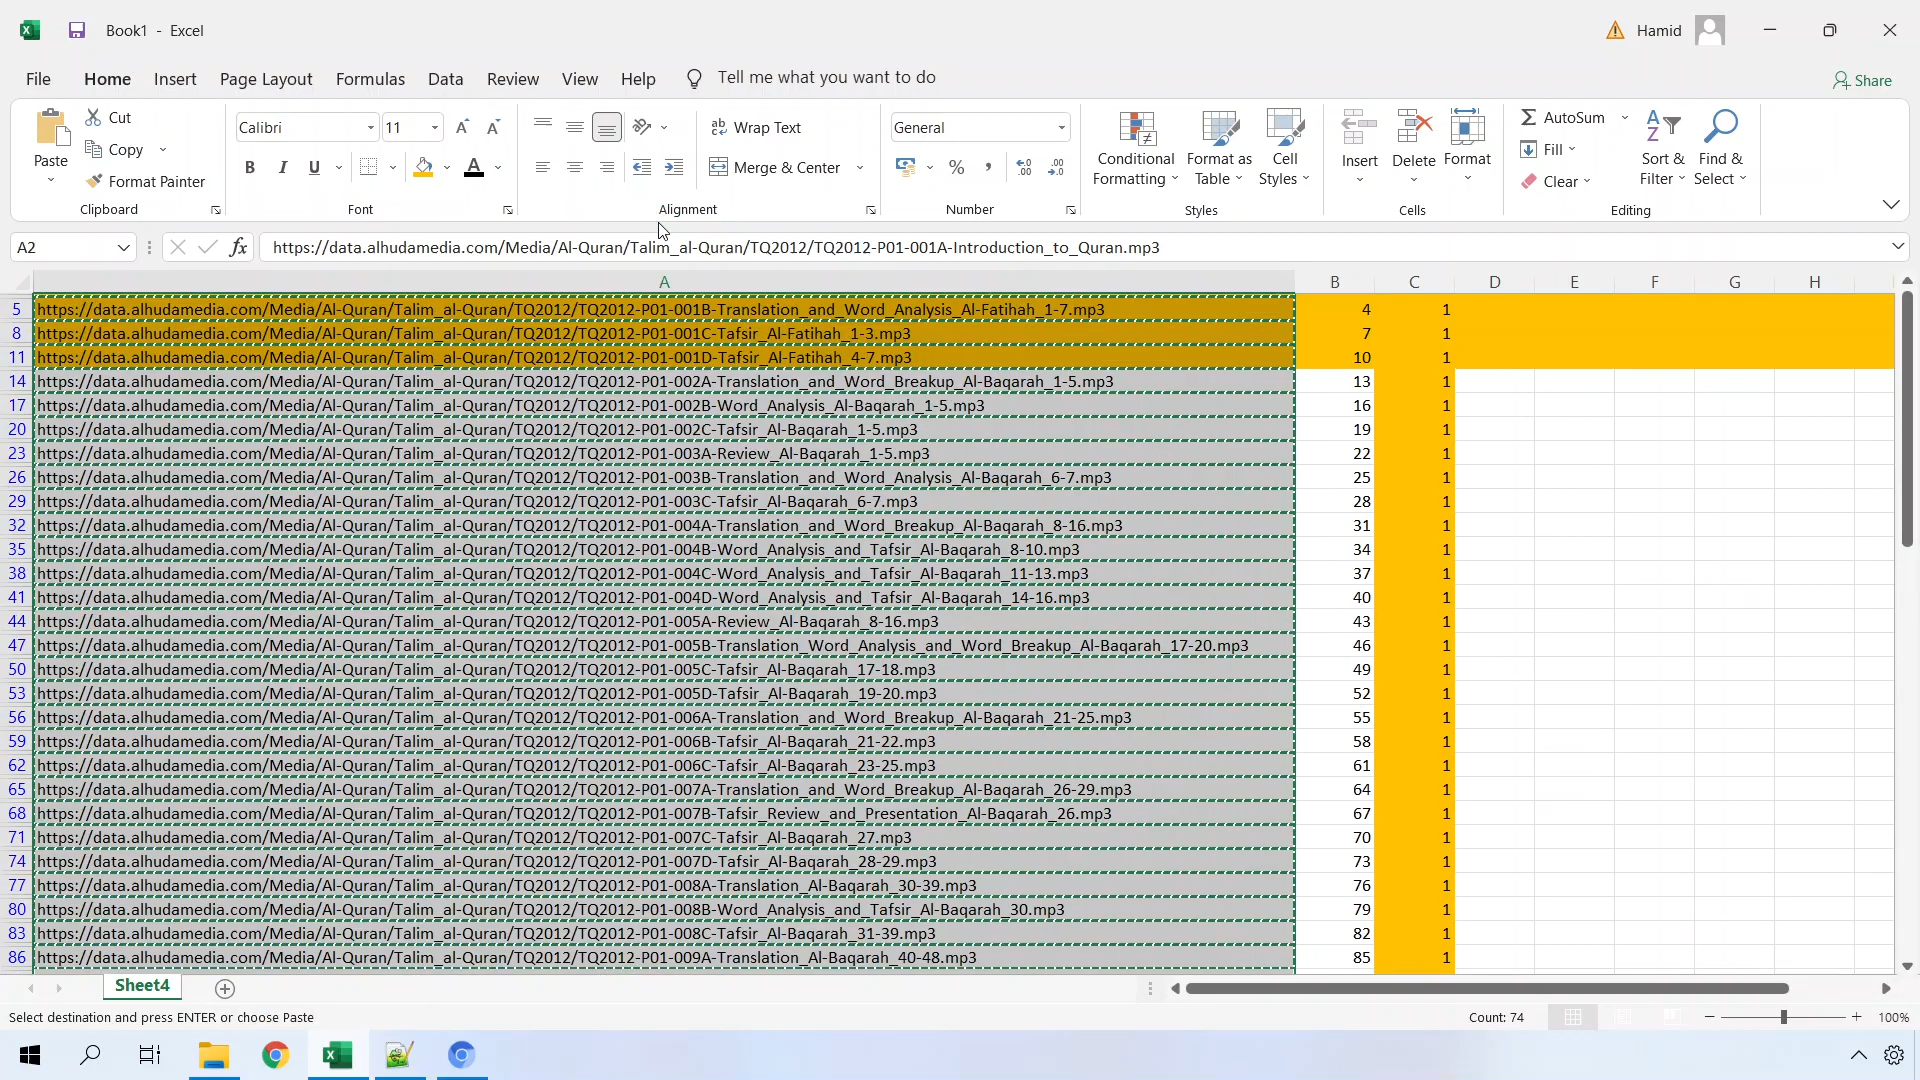 Book1 - Excel
Hamid
File Home Insert Page Layout Formulas Data Review View Help Tell me what you want to do
Share
Paste
Cut
Copy
Format Painter
Clipboard
Calibri 11
B I U A
Font
Wrap Text
Merge & Center
Alignment
General
% ,
Number
Conditional Formatting
Format as Table
Cell Styles
Styles
Insert Delete Format
Cells
AutoSum
Fill
Clear
Sort & Filter
Find & Select
Editing
A2 fx https://data.alhudamedia.com/Media/Al-Quran/Talim_al-Quran/TQ2012/TQ2012-P01-001A-Introduction_to_Quran.mp3
A B C D E F G H
5 https://data.alhudamedia.com/Media/Al-Quran/Talim_al-Quran/TQ2012/TQ2012-P01-001B-Translation_and_Word_Analysis_Al-Fatihah_1-7.mp3 4 1
8 https://data.alhudamedia.com/Media/Al-Quran/Talim_al-Quran/TQ2012/TQ2012-P01-001C-Tafsir_Al-Fatihah_1-3.mp3 7 1
11 https://data.alhudamedia.com/Media/Al-Quran/Talim_al-Quran/TQ2012/TQ2012-P01-001D-Tafsir_Al-Fatihah_4-7.mp3 10 1
14 https://data.alhudamedia.com/Media/Al-Quran/Talim_al-Quran/TQ2012/TQ2012-P01-002A-Translation_and_Word_Breakup_Al-Baqarah_1-5.mp3 13 1
17 https://data.alhudamedia.com/Media/Al-Quran/Talim_al-Quran/TQ2012/TQ2012-P01-002B-Word_Analysis_Al-Baqarah_1-5.mp3 16 1
20 https://data.alhudamedia.com/Media/Al-Quran/Talim_al-Quran/TQ2012/TQ2012-P01-002C-Tafsir_Al-Baqarah_1-5.mp3 19 1
23 https://data.alhudamedia.com/Media/Al-Quran/Talim_al-Quran/TQ2012/TQ2012-P01-003A-Review_Al-Baqarah_1-5.mp3 22 1
26 https://data.alhudamedia.com/Media/Al-Quran/Talim_al-Quran/TQ2012/TQ2012-P01-003B-Translation_and_Word_Analysis_Al-Baqarah_6-7.mp3 25 1
29 https://data.alhudamedia.com/Media/Al-Quran/Talim_al-Quran/TQ2012/TQ2012-P01-003C-Tafsir_Al-Baqarah_6-7.mp3 28 1
32 https://data.alhudamedia.com/Media/Al-Quran/Talim_al-Quran/TQ2012/TQ2012-P01-004A-Translation_and_Word_Breakup_Al-Baqarah_8-16.mp3 31 1
35 https://data.alhudamedia.com/Media/Al-Quran/Talim_al-Quran/TQ2012/TQ2012-P01-004B-Word_Analysis_and_Tafsir_Al-Baqarah_8-10.mp3 34 1
38 https://data.alhudamedia.com/Media/Al-Quran/Talim_al-Quran/TQ2012/TQ2012-P01-004C-Word_Analysis_and_Tafsir_Al-Baqarah_11-13.mp3 37 1
41 https://data.alhudamedia.com/Media/Al-Quran/Talim_al-Quran/TQ2012/TQ2012-P01-004D-Word_Analysis_and_Tafsir_Al-Baqarah_14-16.mp3 40 1
44 https://data.alhudamedia.com/Media/Al-Quran/Talim_al-Quran/TQ2012/TQ2012-P01-005A-Review_Al-Baqarah_8-16.mp3 43 1
47 https://data.alhudamedia.com/Media/Al-Quran/Talim_al-Quran/TQ2012/TQ2012-P01-005B-Translation_Word_Analysis_and_Word_Breakup_Al-Baqarah_17-20.mp3 46 1
50 https://data.alhudamedia.com/Media/Al-Quran/Talim_al-Quran/TQ2012/TQ2012-P01-005C-Tafsir_Al-Baqarah_17-18.mp3 49 1
53 https://data.alhudamedia.com/Media/Al-Quran/Talim_al-Quran/TQ2012/TQ2012-P01-005D-Tafsir_Al-Baqarah_19-20.mp3 52 1
56 https://data.alhudamedia.com/Media/Al-Quran/Talim_al-Quran/TQ2012/TQ2012-P01-006A-Translation_and_Word_Breakup_Al-Baqarah_21-25.mp3 55 1
59 https://data.alhudamedia.com/Media/Al-Quran/Talim_al-Quran/TQ2012/TQ2012-P01-006B-Tafsir_Al-Baqarah_21-22.mp3 58 1
62 https://data.alhudamedia.com/Media/Al-Quran/Talim_al-Quran/TQ2012/TQ2012-P01-006C-Tafsir_Al-Baqarah_23-25.mp3 61 1
65 https://data.alhudamedia.com/Media/Al-Quran/Talim_al-Quran/TQ2012/TQ2012-P01-007A-Translation_and_Word_Breakup_Al-Baqarah_26-29.mp3 64 1
68 https://data.alhudamedia.com/Media/Al-Quran/Talim_al-Quran/TQ2012/TQ2012-P01-007B-Tafsir_Review_and_Presentation_Al-Baqarah_26.mp3 67 1
71 https://data.alhudamedia.com/Media/Al-Quran/Talim_al-Quran/TQ2012/TQ2012-P01-007C-Tafsir_Al-Baqarah_27.mp3 70 1
74 https://data.alhudamedia.com/Media/Al-Quran/Talim_al-Quran/TQ2012/TQ2012-P01-007D-Tafsir_Al-Baqarah_28-29.mp3 73 1
77 https://data.alhudamedia.com/Media/Al-Quran/Talim_al-Quran/TQ2012/TQ2012-P01-008A-Translation_Al-Baqarah_30-39.mp3 76 1
80 https://data.alhudamedia.com/Media/Al-Quran/Talim_al-Quran/TQ2012/TQ2012-P01-008B-Word_Analysis_and_Tafsir_Al-Baqarah_30.mp3 79 1
83 https://data.alhudamedia.com/Media/Al-Quran/Talim_al-Quran/TQ2012/TQ2012-P01-008C-Tafsir_Al-Baqarah_31-39.mp3 82 1
86 https://data.alhudamedia.com/Media/Al-Quran/Talim_al-Quran/TQ2012/TQ2012-P01-009A-Translation_Al-Baqarah_40-48.mp3 85 1
Sheet4
Select destination and press ENTER or choose Paste
Count: 74
100%